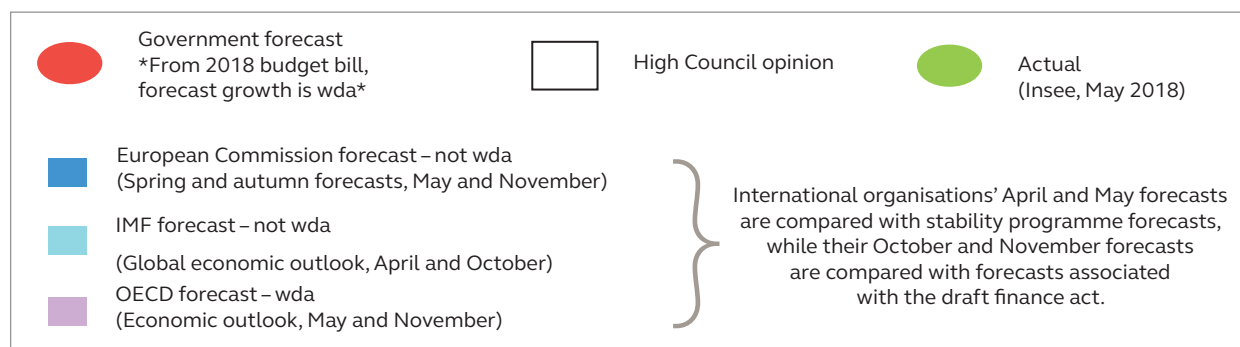 Government forecast
*From 2018 budget bill,
forecast growth is wda*
High Council opinion
Actual
(Insee, May 2018)
European Commission forecast – not wda
(Spring and autumn forecasts, May and November)
IMF forecast – not wda
(Global economic outlook, April and October)
OECD forecast – wda
(Economic outlook, May and November)
International organisations’ April and May forecasts
are compared with stability programme forecasts,
while their October and November forecasts
are compared with forecasts associated
with the draft finance act.